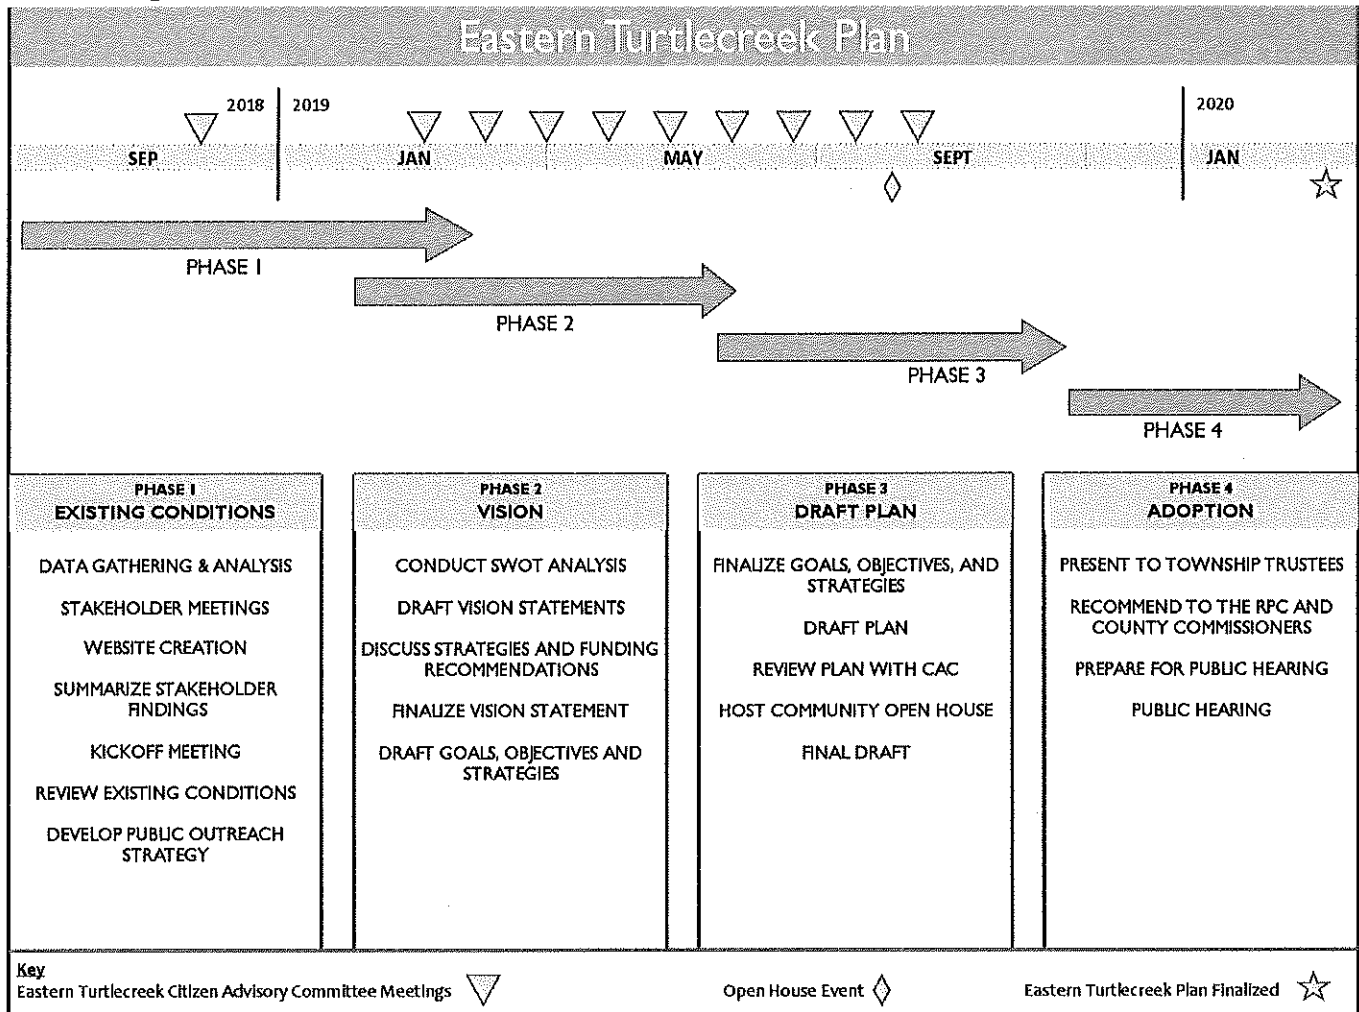 Eastern Turtlecreek Plan
2018
2019
2020
SEP
JAN
MAY
SEPT
JAN
PHASE 1
PHASE 2
PHASE 3
PHASE 4
PHASE 1
EXISTING CONDITIONS
DATA GATHERING & ANALYSIS
STAKEHOLDER MEETINGS
WEBSITE CREATION
SUMMARIZE STAKEHOLDER
FINDINGS
KICKOFF MEETING
REVIEW EXISTING CONDITIONS
DEVELOP PUBLIC OUTREACH
STRATEGY
PHASE 2
VISION
CONDUCT SWOT ANALYSIS
DRAFT VISION STATEMENTS
DISCUSS STRATEGIES AND FUNDING
RECOMMENDATIONS
FINALIZE VISION STATEMENT
DRAFT GOALS, OBJECTIVES AND
STRATEGIES
PHASE 3
DRAFT PLAN
FINALIZE GOALS, OBJECTIVES, AND
STRATEGIES
DRAFT PLAN
REVIEW PLAN WITH CAC
HOST COMMUNITY OPEN HOUSE
FINAL DRAFT
PHASE 4
ADOPTION
PRESENT TO TOWNSHIP TRUSTEES
RECOMMEND TO THE RPC AND
COUNTY COMMISSIONERS
PREPARE FOR PUBLIC HEARING
PUBLIC HEARING
Key
Eastern Turtlecreek Citizen Advisory Committee Meetings
Open House Event
Eastern Turtlecreek Plan Finalized